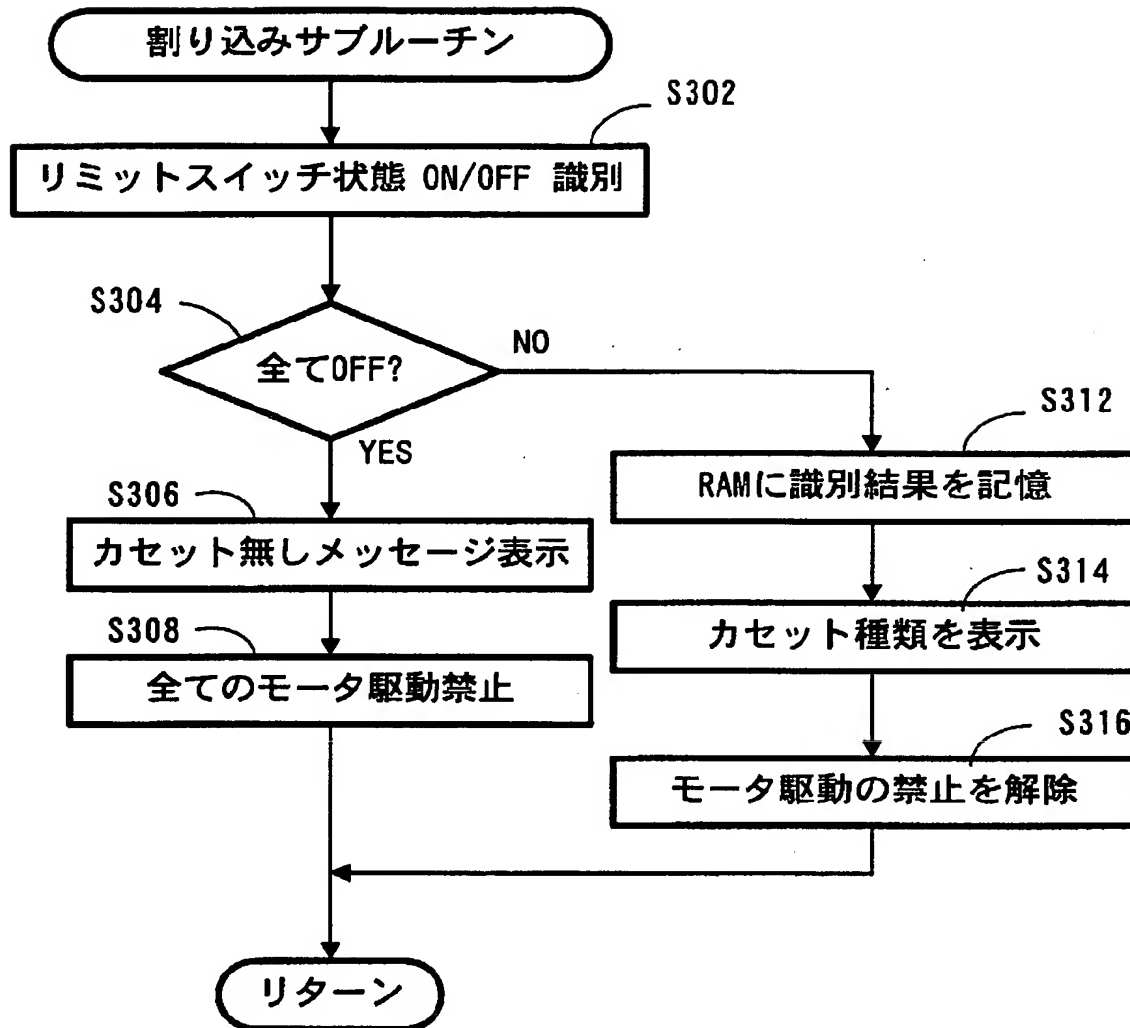 割り込みサブルーチン
S302
リミットスイッチ状態 ON/OFF 識別
S304
全てOFF?
NO
YES
S312
RAMに識別結果を記憶
S306
カセット無しメッセージ表示
S314
カセット種類を表示
S308
全てのモータ駆動禁止
S316
モータ駆動の禁止を解除
リターン